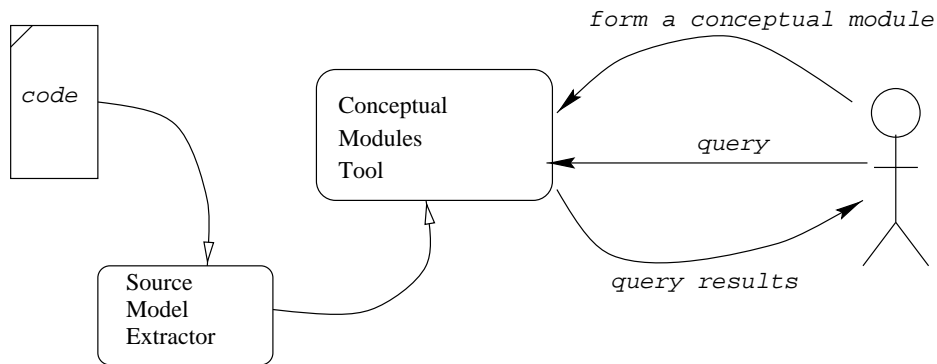 form a conceptual module
code
Conceptual
Modules
Tool
query
query results
Source
Model
Extractor